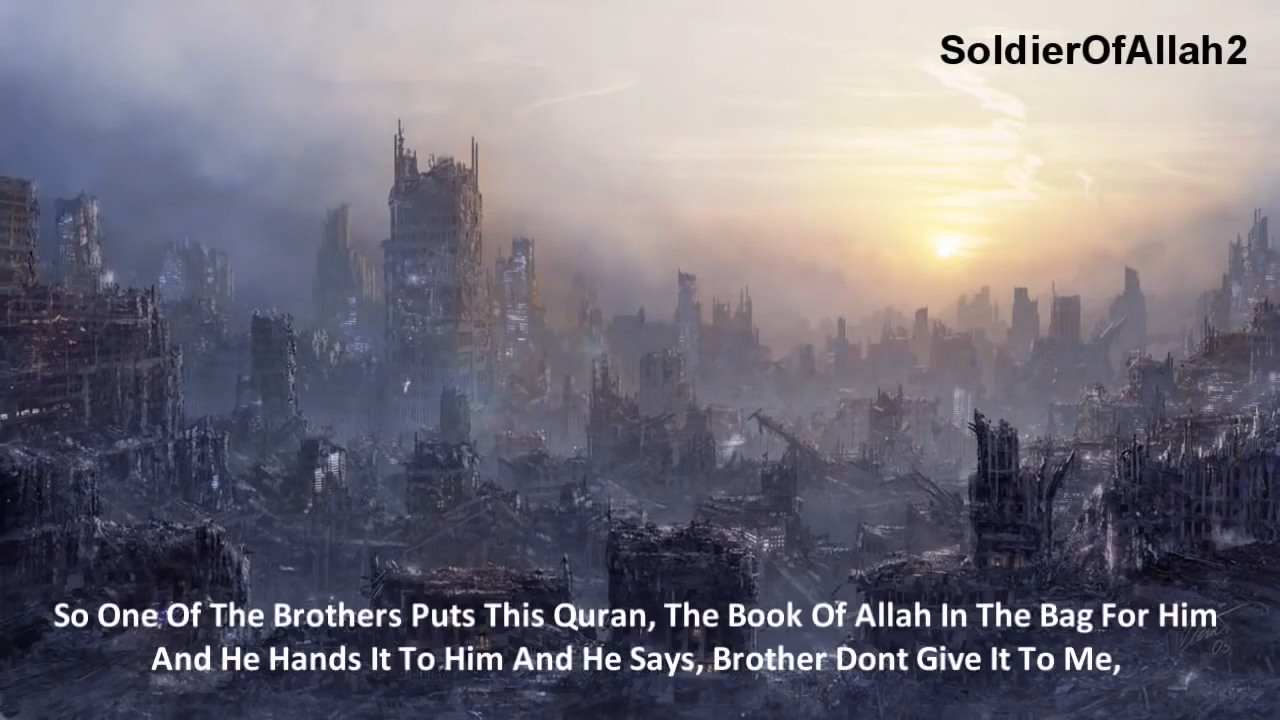 SoldierOfAllah2
So One Of The Brothers Puts This Quran, The Book Of Allah In The Bag For Him
And He Hands It To Him And He Says, Brother Dont Give It To Me,